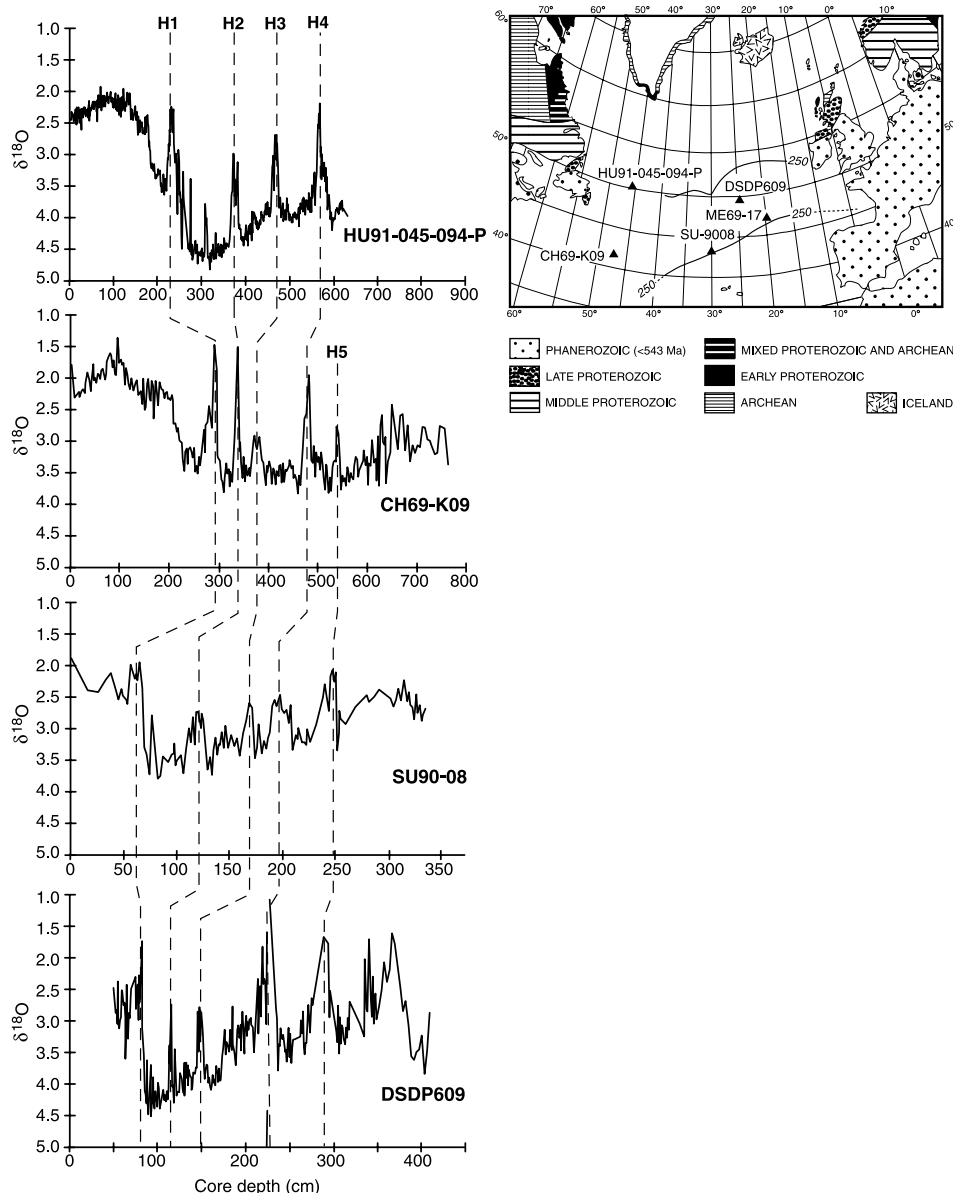 H1 H2 H3 H4
1.0
2.0
2.5
3.0
3.5
4.0
4.5
5.0
δ18O
HU91-045-094-P
0 100 200 300 400 500 600 700 800 900
1.0
1.5
2.0
2.5
3.0
3.5
4.0
4.5
5.0
δ18O
H5
CH69-K09
0 100 200 300 400 500 600 700 800
1.0
1.5
2.0
2.5
3.0
3.5
4.0
4.5
5.0
δ18O
SU90-08
0 50 100 150 200 250 300 350
1.0
1.5
2.0
2.5
3.0
3.5
4.0
4.5
5.0
δ18O
DSDP609
0 100 200 300 400
Core depth (cm)
70° 60° 50° 40° 30° 20° 10° 0° 10°
50°
40°
50
40°
HU91-045-094-P
250
DSDP609
ME69-17
250
SU-9008
CH69-K09
250
60° 50° 40° 30° 20° 10° 0°
PHANEROZOIC (<543 Ma)
MIXED PROTEROZOIC AND ARCHEAN
LATE PROTEROZOIC
EARLY PROTEROZOIC
MIDDLE PROTEROZOIC
ARCHEAN
ICELAND